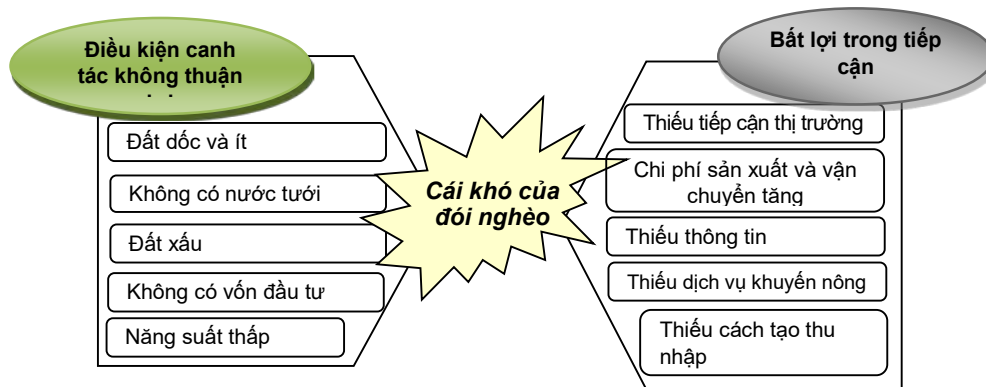 Điều kiện canh
tác không thuận
Đất dốc và ít
Không có nước tưới
Đất xấu
Không có vốn đầu tư
Năng suất thấp
Cái khó của
đói nghèo
Bất lợi trong tiếp
cận
Thiếu tiếp cận thị trường
Chi phí sản xuất và vận
chuyển tăng
Thiếu thông tin
Thiếu dịch vụ khuyến nông
Thiếu cách tạo thu
nhập